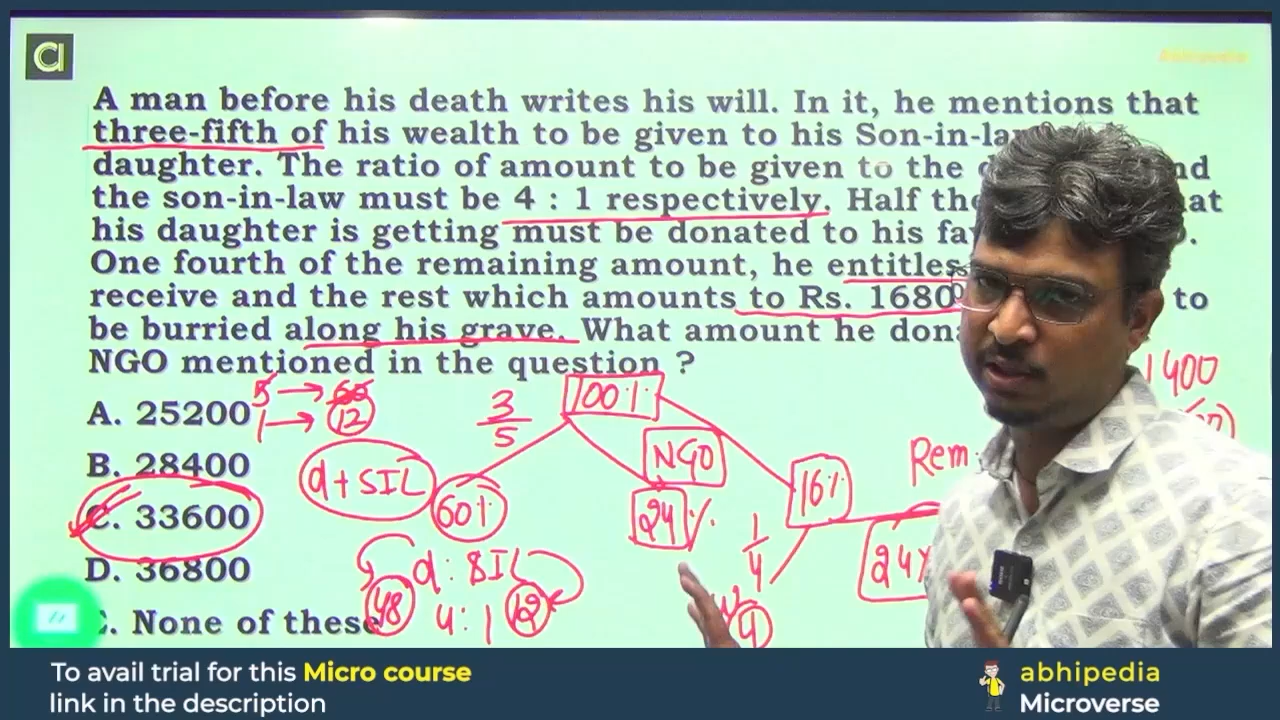 a
Abhipedia
A man before his death writes his will. In it, he mentions that
three-fifth of his wealth to be given to his Son-in-law
daughter. The ratio of amount to be given to the
the son-in-law must be 4 : 1 respectively. Half the
his daughter is getting must be donated to his
One fourth of the remaining amount, he entitles
receive and the rest which amounts to Rs. 1680 to
be burried along his grave. What amount he
NGO mentioned in the question ?
A. 25200
B. 28400
C. 33600
D. 36800
None of these
5 → 60
1 → 12
d + SIL
3/5
60%
100%
NGO
24%
16%
Rem
1400
1/4
24%
d : SIL
4 : 1
48
12
4
To avail trial for this Micro course
link in the description
abhipedia
Microverse